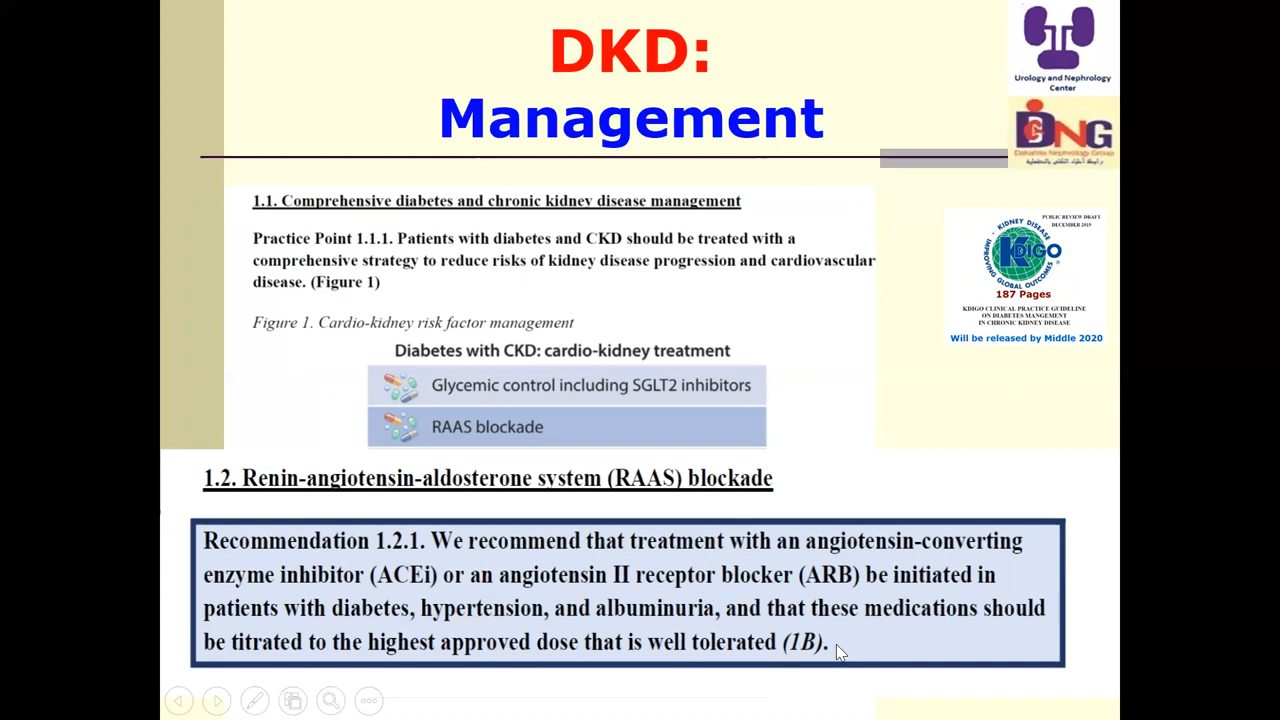 DKD:
Management
Urology and Nephrology
Center
DNG
Dakahlia Nephrology Group
1.1. Comprehensive diabetes and chronic kidney disease management
Practice Point 1.1.1. Patients with diabetes and CKD should be treated with a
comprehensive strategy to reduce risks of kidney disease progression and cardiovascular
disease. (Figure 1)
Figure 1. Cardio-kidney risk factor management
Diabetes with CKD: cardio-kidney treatment
Glycemic control including SGLT2 inhibitors
RAAS blockade
PUBLIC REVIEW DRAFT
DECEMBER 2019
KIDNEY DISEASE
IMPROVING GLOBAL OUTCOMES
KDIGO
187 Pages
KDIGO CLINICAL PRACTICE GUIDELINE
ON DIABETES MANGEMENT
IN CHRONIC KIDNEY DISEASE
Will be released by Middle 2020
1.2. Renin-angiotensin-aldosterone system (RAAS) blockade
Recommendation 1.2.1. We recommend that treatment with an angiotensin-converting
enzyme inhibitor (ACEi) or an angiotensin II receptor blocker (ARB) be initiated in
patients with diabetes, hypertension, and albuminuria, and that these medications should
be titrated to the highest approved dose that is well tolerated (1B).